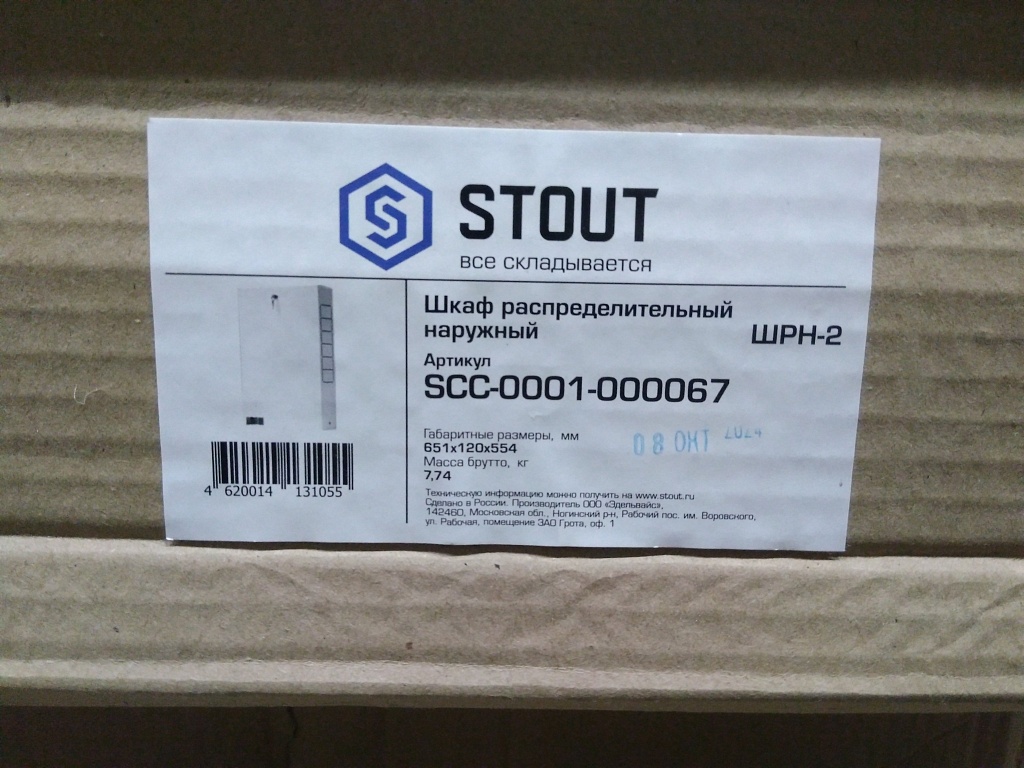 STOUT
все складывается
Шкаф распределительный
наружный
ШРН-2
Артикул
SCC-0001-000067
Габаритные размеры, мм
651x120x554
Масса брутто, кг
7,74
08 ОКТ 2024
Техническую информацию можно получить на www.stout.ru
Сделано в России. Производитель ООО «Эдельвайс»,
142460, Московская обл., Ногинский р-н, Рабочий пос. им. Воровского,
ул. Рабочая, помещение ЗАО Грота, оф. 1
4 620014 131055